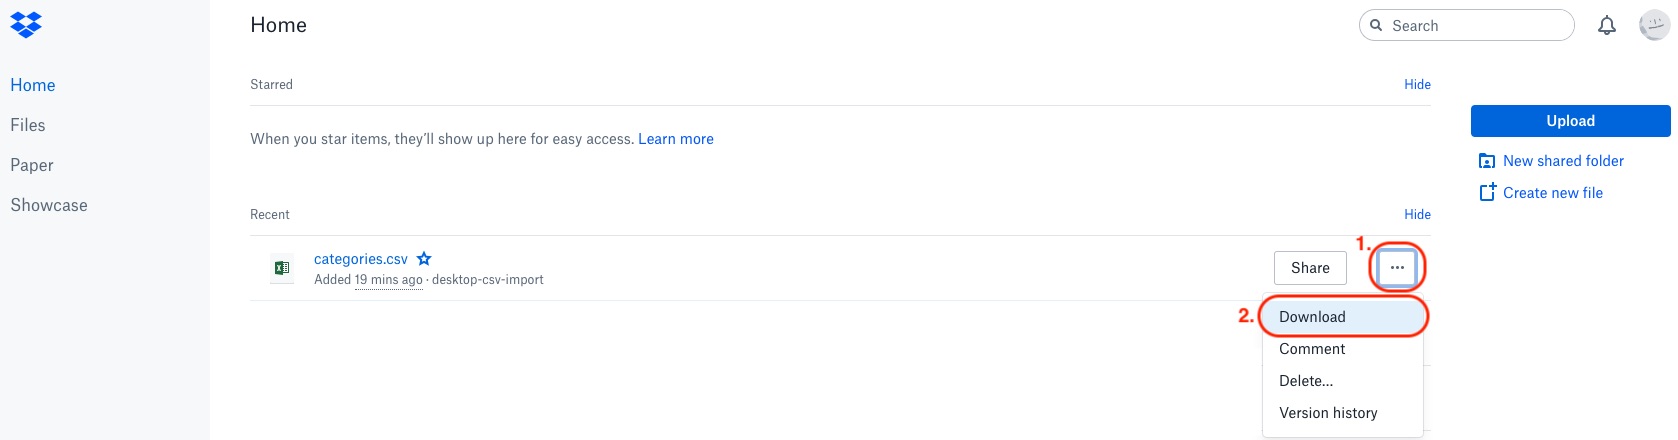 Home
Search
Home
Files
Paper
Showcase
Starred Hide
When you star items, they'll show up here for easy access. Learn more
Upload
New shared folder
Create new file
Recent Hide
categories.csv
Added 19 mins ago · desktop-csv-import
Share
1.
...
2.
Download
Comment
Delete...
Version history